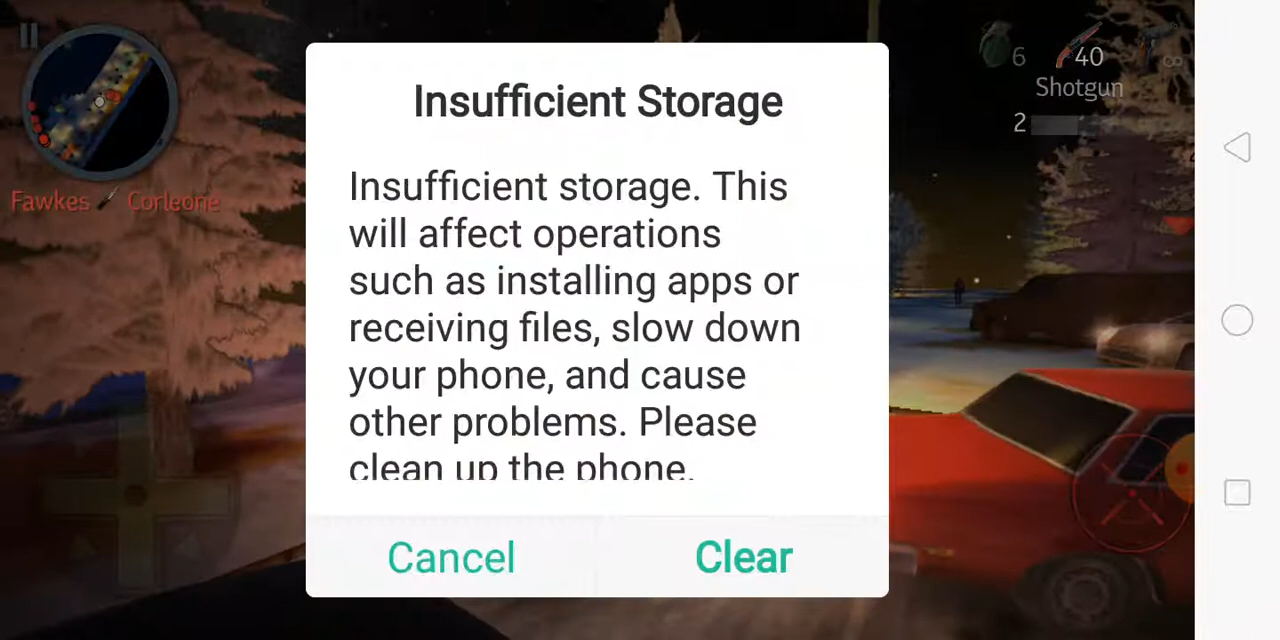 Insufficient Storage
Insufficient storage. This
will affect operations
such as installing apps or
receiving files, slow down
your phone, and cause
other problems. Please
clean up the phone.
Cancel
Clear
Fawkes Corleone
6
40
∞
Shotgun
2